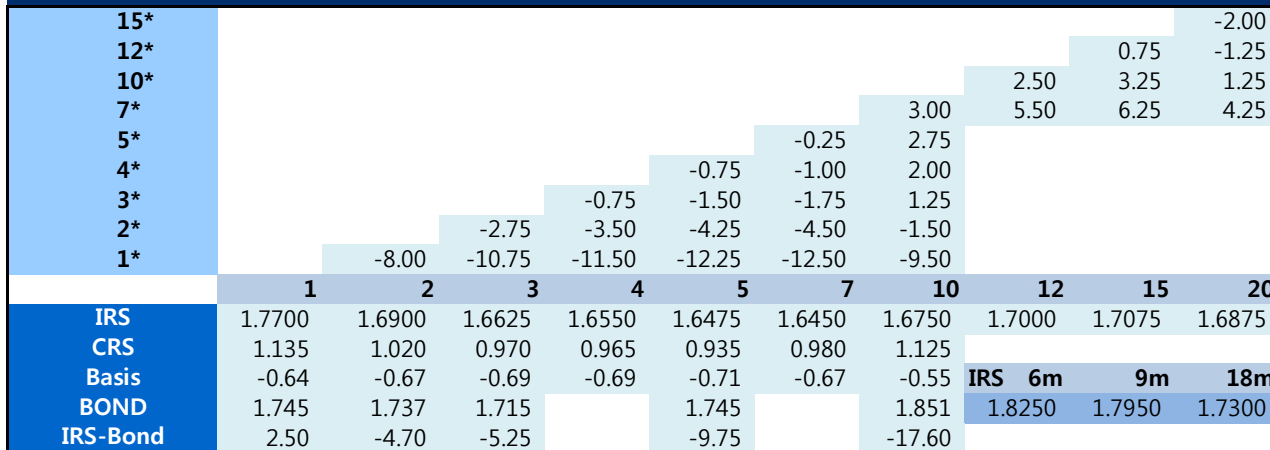 15* -2.00
12* 0.75 -1.25
10* 2.50 3.25 1.25
7* 3.00 5.50 6.25 4.25
5* -0.25 2.75
4* -0.75 -1.00 2.00
3* -0.75 -1.50 -1.75 1.25
2* -2.75 -3.50 -4.25 -4.50 -1.50
1* -8.00 -10.75 -11.50 -12.25 -12.50 -9.50
1 2 3 4 5 7 10 12 15 20
IRS 1.7700 1.6900 1.6625 1.6550 1.6475 1.6450 1.6750 1.7000 1.7075 1.6875
CRS 1.135 1.020 0.970 0.965 0.935 0.980 1.125
Basis -0.64 -0.67 -0.69 -0.69 -0.71 -0.67 -0.55 IRS 6m 9m 18m
BOND 1.745 1.737 1.715 1.745 1.851 1.8250 1.7950 1.7300
IRS-Bond 2.50 -4.70 -5.25 -9.75 -17.60